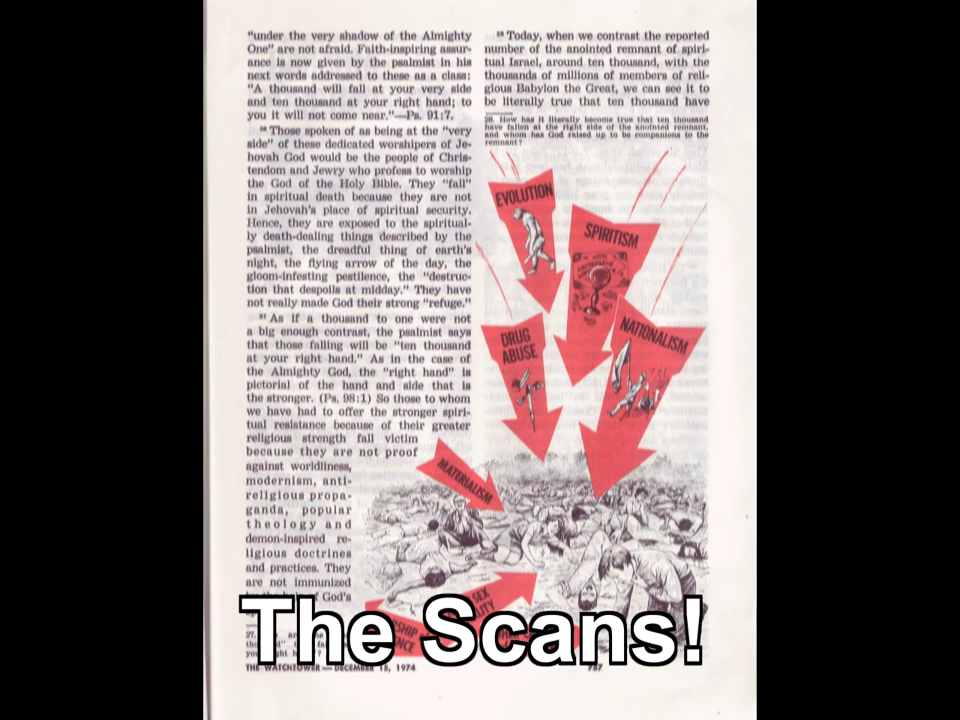 “under the very shadow of the Almighty
One” are not afraid. Faith-inspiring assur-
ance is now given by the psalmist in his
next words addressed to these as a class:
“A thousand will fall at your very side
and ten thousand at your right hand; to
you it will not come near.”—Ps. 91:7.
26 Those spoken of as being at the “very
side” of these dedicated worshipers of Je-
hovah God would be the people of Chris-
tendom and Jewry who profess to worship
the God of the Holy Bible. They “fall”
in spiritual death because they are not
in Jehovah’s place of spiritual security.
Hence, they are exposed to the spiritual-
ly death-dealing things described by the
psalmist, the dreadful thing of earth’s
night, the flying arrow of the day, the
gloom-infesting pestilence, the “destruc-
tion that despoils at midday.” They have
not really made God their strong “refuge.”
27 As if a thousand to one were not
a big enough contrast, the psalmist says
that those falling will be “ten thousand
at your right hand.” As in the case of
the Almighty God, the “right hand” is
pictorial of the hand and side that is
the stronger. (Ps. 98:1) So those to whom
we have had to offer the stronger spiri-
tual resistance because of their greater
religious strength fall victim
because they are not proof
against worldliness,
modernism, anti-
religious propa-
ganda, popular
theology and
demon-inspired re-
ligious doctrines
and practices. They
are not immunized
God’s
27.
THE WATCHTOWER—DECEMBER 15, 1974
28 Today, when we contrast the reported
number of the anointed remnant of spiri-
tual Israel, around ten thousand, with the
thousands of millions of members of reli-
gious Babylon the Great, we can see it to
be literally true that ten thousand have
28. How has it literally become true that ten thousand
have fallen at the right side of the anointed remnant,
and whom has God raised up to be companions to the
remnant?
EVOLUTION
SPIRITISM
DRUG
ABUSE
NATIONALISM
MATERIALISM
SEX
757
The Scans!